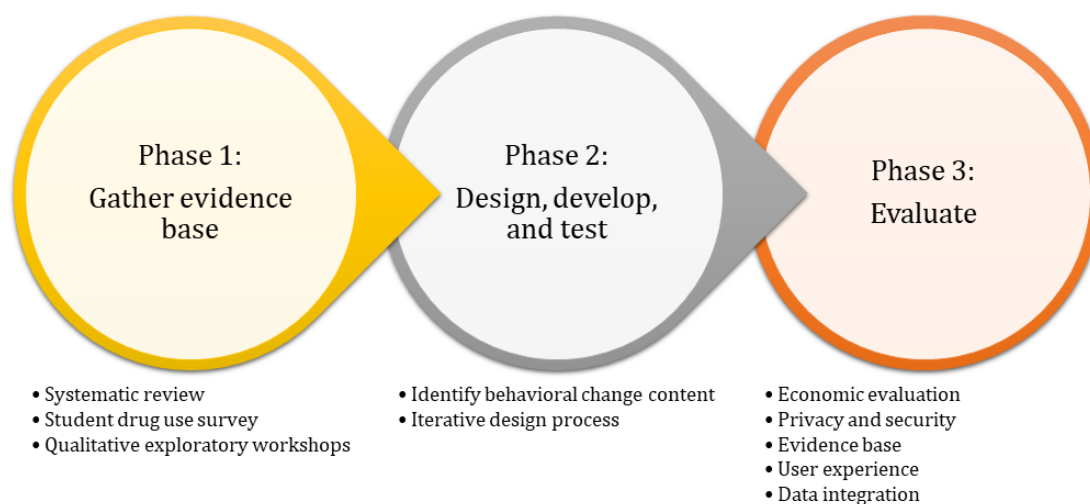 Phase 1:
Gather evidence
base
Phase 2:
Design, develop,
and test
Phase 3:
Evaluate
• Systematic review
• Student drug use survey
• Qualitative exploratory workshops
• Identify behavioral change content
• Iterative design process
• Economic evaluation
• Privacy and security
• Evidence base
• User experience
• Data integration